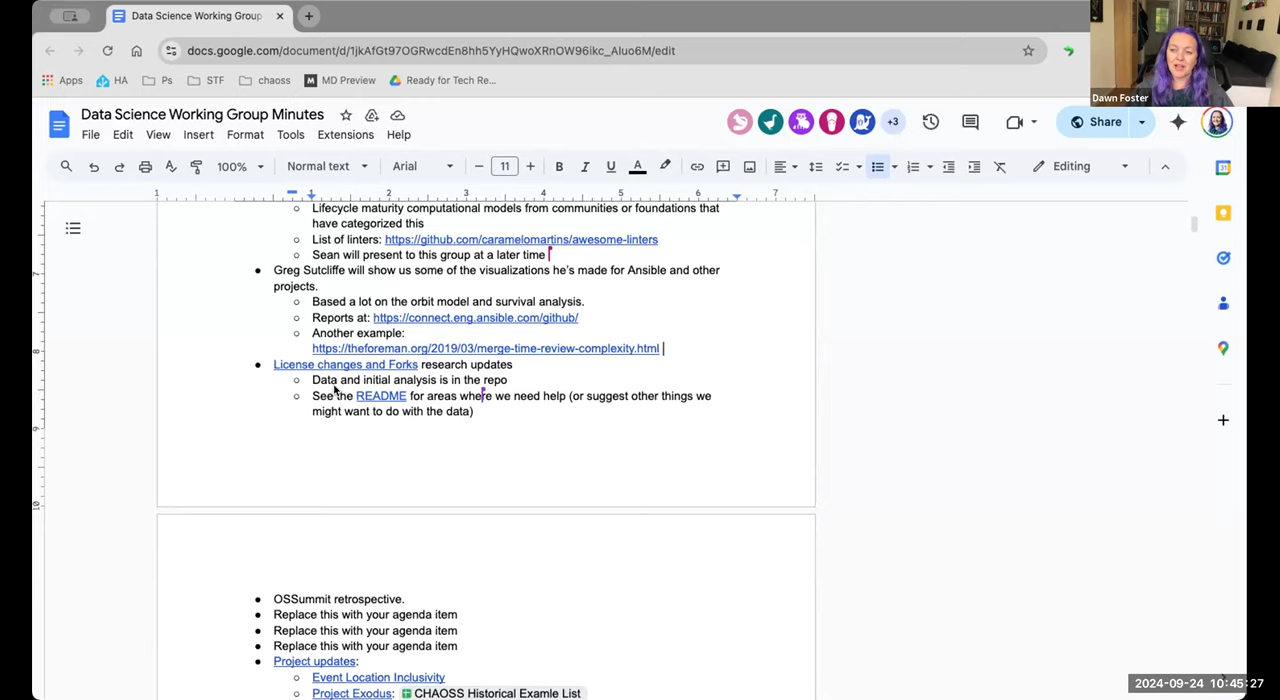 Data Science Working Group
docs.google.com/document/d/1jkAfGt97OGRwcdEn8hh5YyHQwoXRnOW96ikc_Aluo6M/edit
Apps HA Ps STF chaoss MD Preview Ready for Tech Re...
Dawn Foster
Data Science Working Group Minutes
File Edit View Insert Format Tools Extensions Help
+3
Share
100% Normal text Arial 11 Editing
1 1 2 3 4 5 6 7
Lifecycle maturity computational models from communities or foundations that
have categorized this
List of linters: https://github.com/caramelomartins/awesome-linters
Sean will present to this group at a later time
Greg Sutcliffe will show us some of the visualizations he's made for Ansible and other
projects.
Based a lot on the orbit model and survival analysis.
Reports at: https://connect.eng.ansible.com/github/
Another example:
https://theforeman.org/2019/03/merge-time-review-complexity.html
License changes and Forks research updates
Data and initial analysis is in the repo
See the README for areas where we need help (or suggest other things we
might want to do with the data)
OSSummit retrospective.
Replace this with your agenda item
Replace this with your agenda item
Replace this with your agenda item
Project updates:
Event Location Inclusivity
Project Exodus: CHAOSS Historical Examle List
2024-09-24 10:45:27